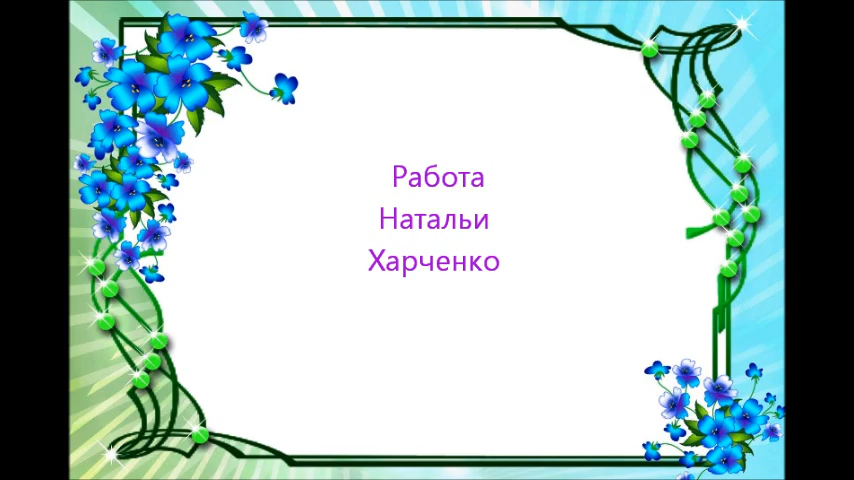 Работа
Натальи
Харченко